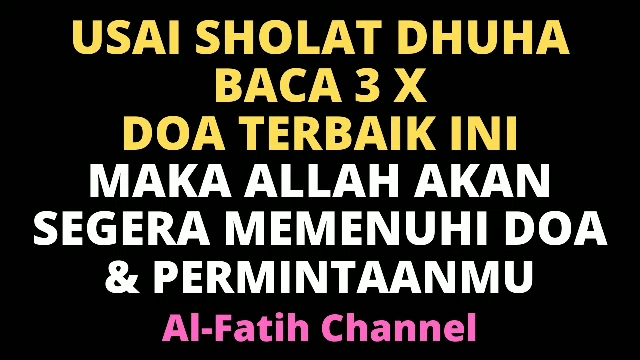 USAI SHOLAT DHUHA
BACA 3 X
DOA TERBAIK INI
MAKA ALLAH AKAN
SEGERA MEMENUHI DOA
& PERMINTAANMU
Al-Fatih Channel